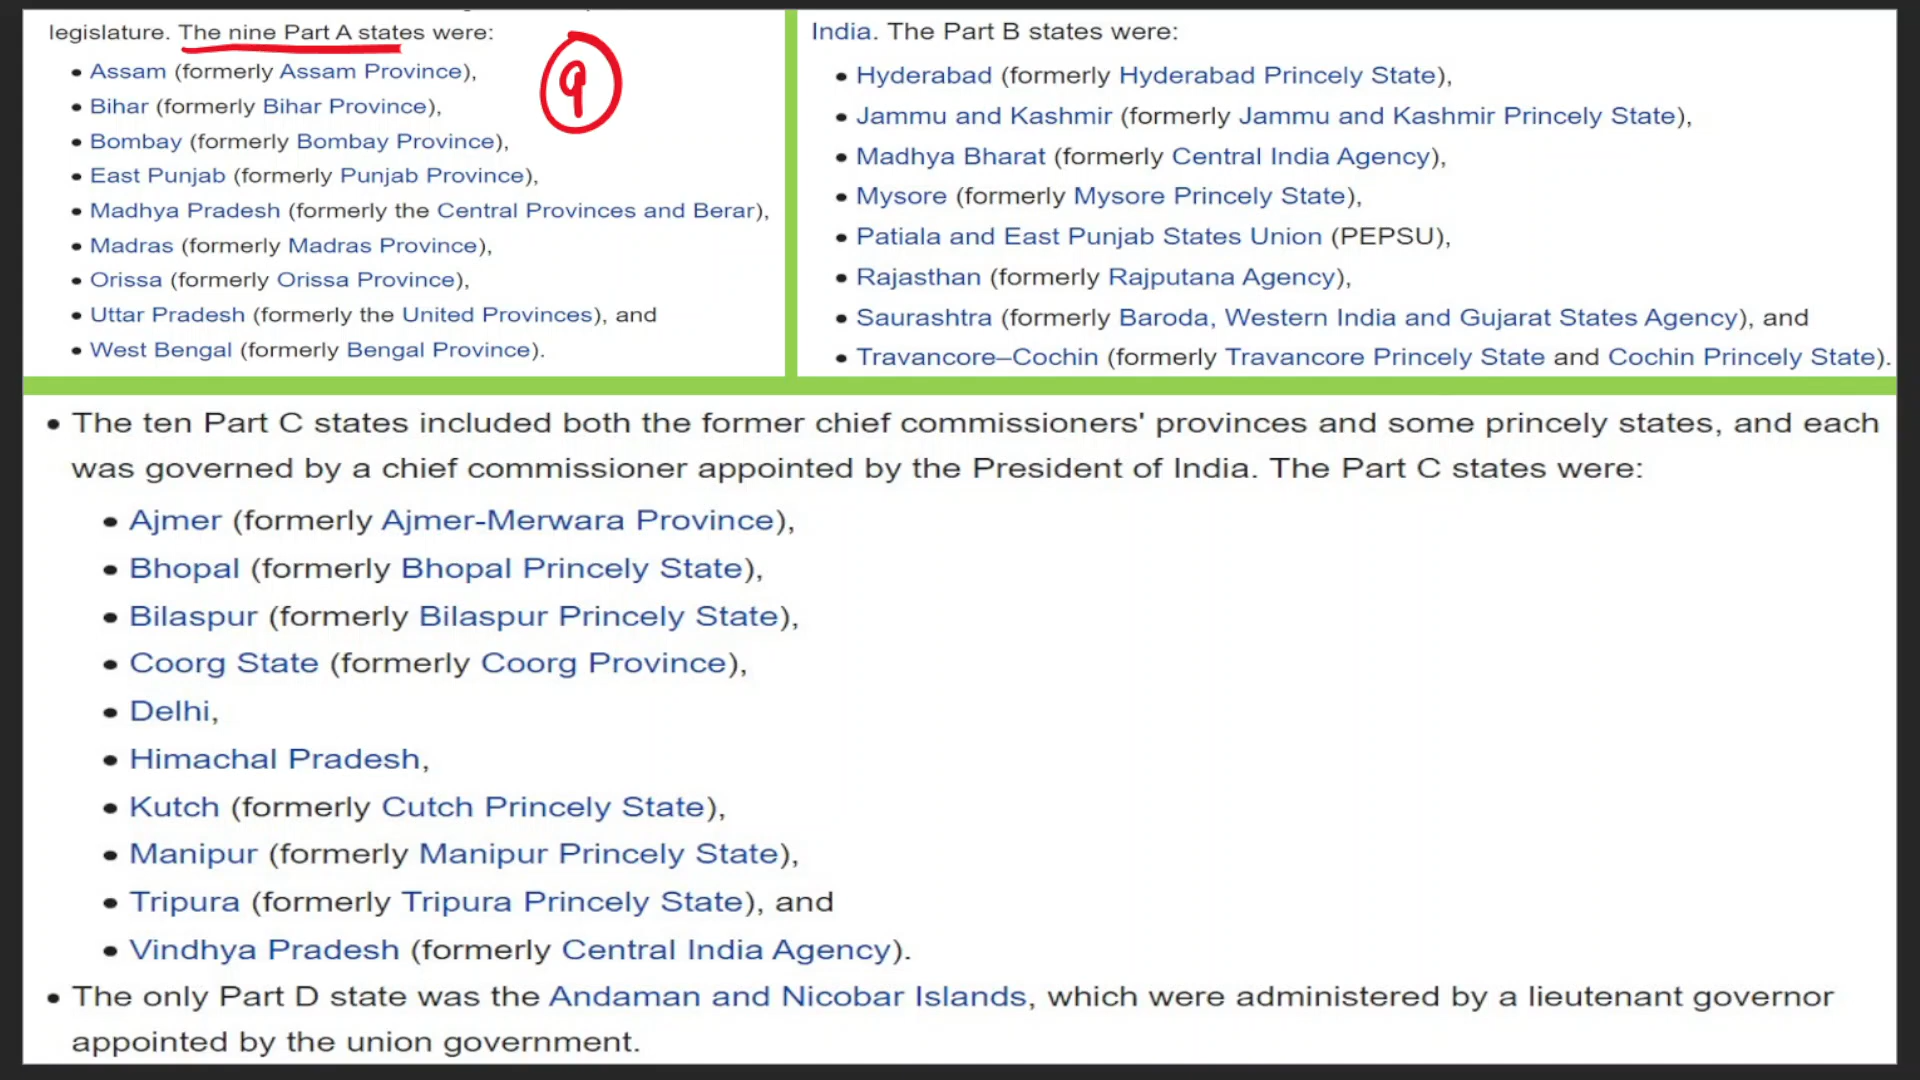 legislature. The nine Part A states were:
• Assam (formerly Assam Province),
• Bihar (formerly Bihar Province),
• Bombay (formerly Bombay Province),
• East Punjab (formerly Punjab Province),
• Madhya Pradesh (formerly the Central Provinces and Berar),
• Madras (formerly Madras Province),
• Orissa (formerly Orissa Province),
• Uttar Pradesh (formerly the United Provinces), and
• West Bengal (formerly Bengal Province).
9
India. The Part B states were:
• Hyderabad (formerly Hyderabad Princely State),
• Jammu and Kashmir (formerly Jammu and Kashmir Princely State),
• Madhya Bharat (formerly Central India Agency),
• Mysore (formerly Mysore Princely State),
• Patiala and East Punjab States Union (PEPSU),
• Rajasthan (formerly Rajputana Agency),
• Saurashtra (formerly Baroda, Western India and Gujarat States Agency), and
• Travancore–Cochin (formerly Travancore Princely State and Cochin Princely State).
• The ten Part C states included both the former chief commissioners' provinces and some princely states, and each
was governed by a chief commissioner appointed by the President of India. The Part C states were:
• Ajmer (formerly Ajmer-Merwara Province),
• Bhopal (formerly Bhopal Princely State),
• Bilaspur (formerly Bilaspur Princely State),
• Coorg State (formerly Coorg Province),
• Delhi,
• Himachal Pradesh,
• Kutch (formerly Cutch Princely State),
• Manipur (formerly Manipur Princely State),
• Tripura (formerly Tripura Princely State), and
• Vindhya Pradesh (formerly Central India Agency).
• The only Part D state was the Andaman and Nicobar Islands, which were administered by a lieutenant governor
appointed by the union government.